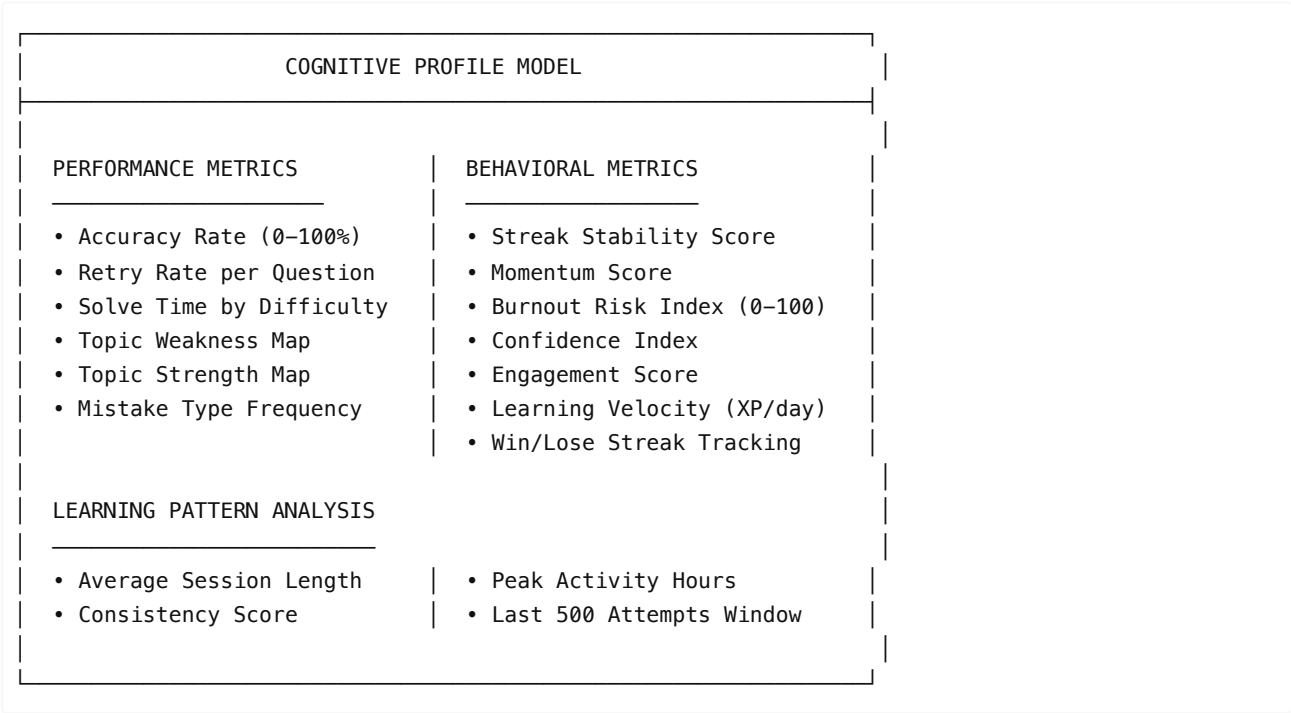 COGNITIVE PROFILE MODEL
PERFORMANCE METRICS │ BEHAVIORAL METRICS
• Accuracy Rate (0–100%) │ • Streak Stability Score
• Retry Rate per Question │ • Momentum Score
• Solve Time by Difficulty │ • Burnout Risk Index (0–100)
• Topic Weakness Map │ • Confidence Index
• Topic Strength Map │ • Engagement Score
• Mistake Type Frequency │ • Learning Velocity (XP/day)
│ • Win/Lose Streak Tracking
LEARNING PATTERN ANALYSIS
• Average Session Length │ • Peak Activity Hours
• Consistency Score │ • Last 500 Attempts Window